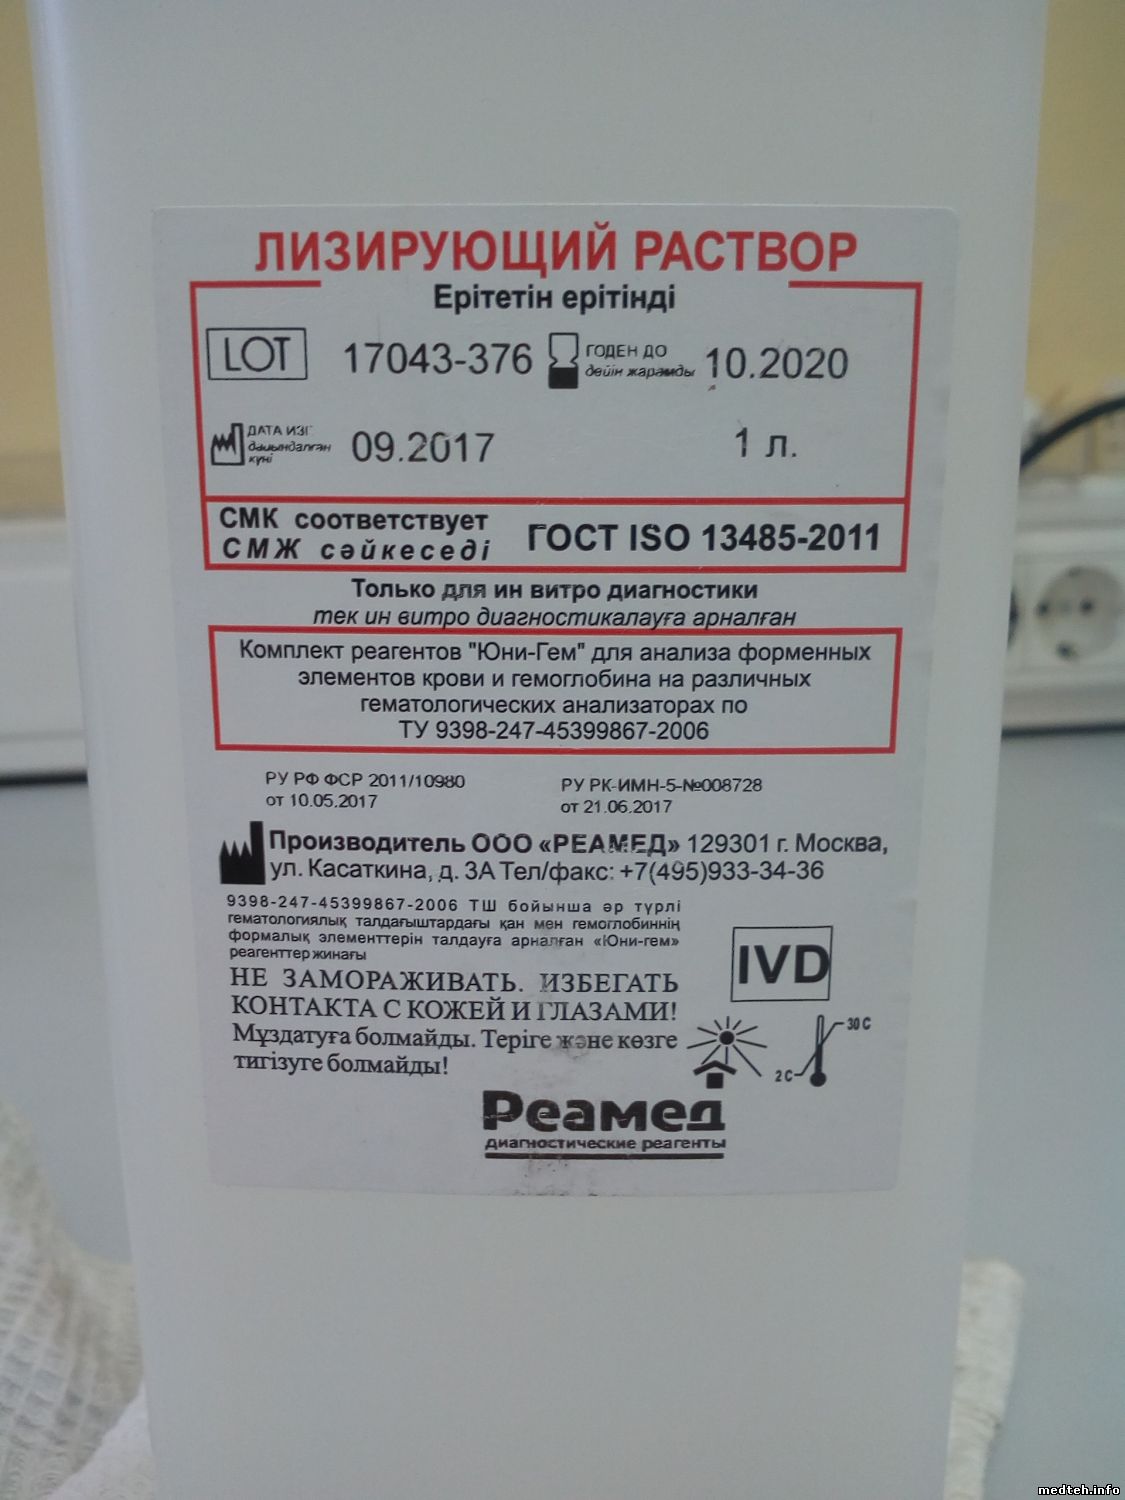 ЛИЗИРУЮЩИЙ РАСТВОР
Ерітетін ерітінді
LOT 17043-376 ГОДЕН ДО 10.2020
дейін жарамды
ДАТА ИЗГ 09.2017 1 л.
дайындалған
күні
СМК соответствует ГОСТ ISO 13485-2011
СМЖ сәйкеседі
Только для ин витро диагностики
тек ин витро диагностикалауға арналған
Комплект реагентов "Юни-Гем" для анализа форменных
элементов крови и гемоглобина на различных
гематологических анализаторах по
ТУ 9398-247-45399867-2006
РУ РФ ФСР 2011/10980
от 10.05.2017
РУ РК-ИМН-5-№008728
от 21.06.2017
Производитель ООО «РЕАМЕД» 129301 г. Москва,
ул. Касаткина, д. 3А Тел/факс: +7(495)933-34-36
9398-247-45399867-2006 ТШ бойынша әр түрлі
гематологиялық талдағыштардағы қан мен гемоглобиннің
формалық элементтерін талдауға арналған «Юни-гем»
реагенттер жинағы
НЕ ЗАМОРАЖИВАТЬ. ИЗБЕГАТЬ
КОНТАКТА С КОЖЕЙ И ГЛАЗАМИ!
Мұздатуға болмайды. Теріге және көзге
тигізуге болмайды!
IVD
30 С
2 С
Реамед
диагностические реагенты
medteh.info